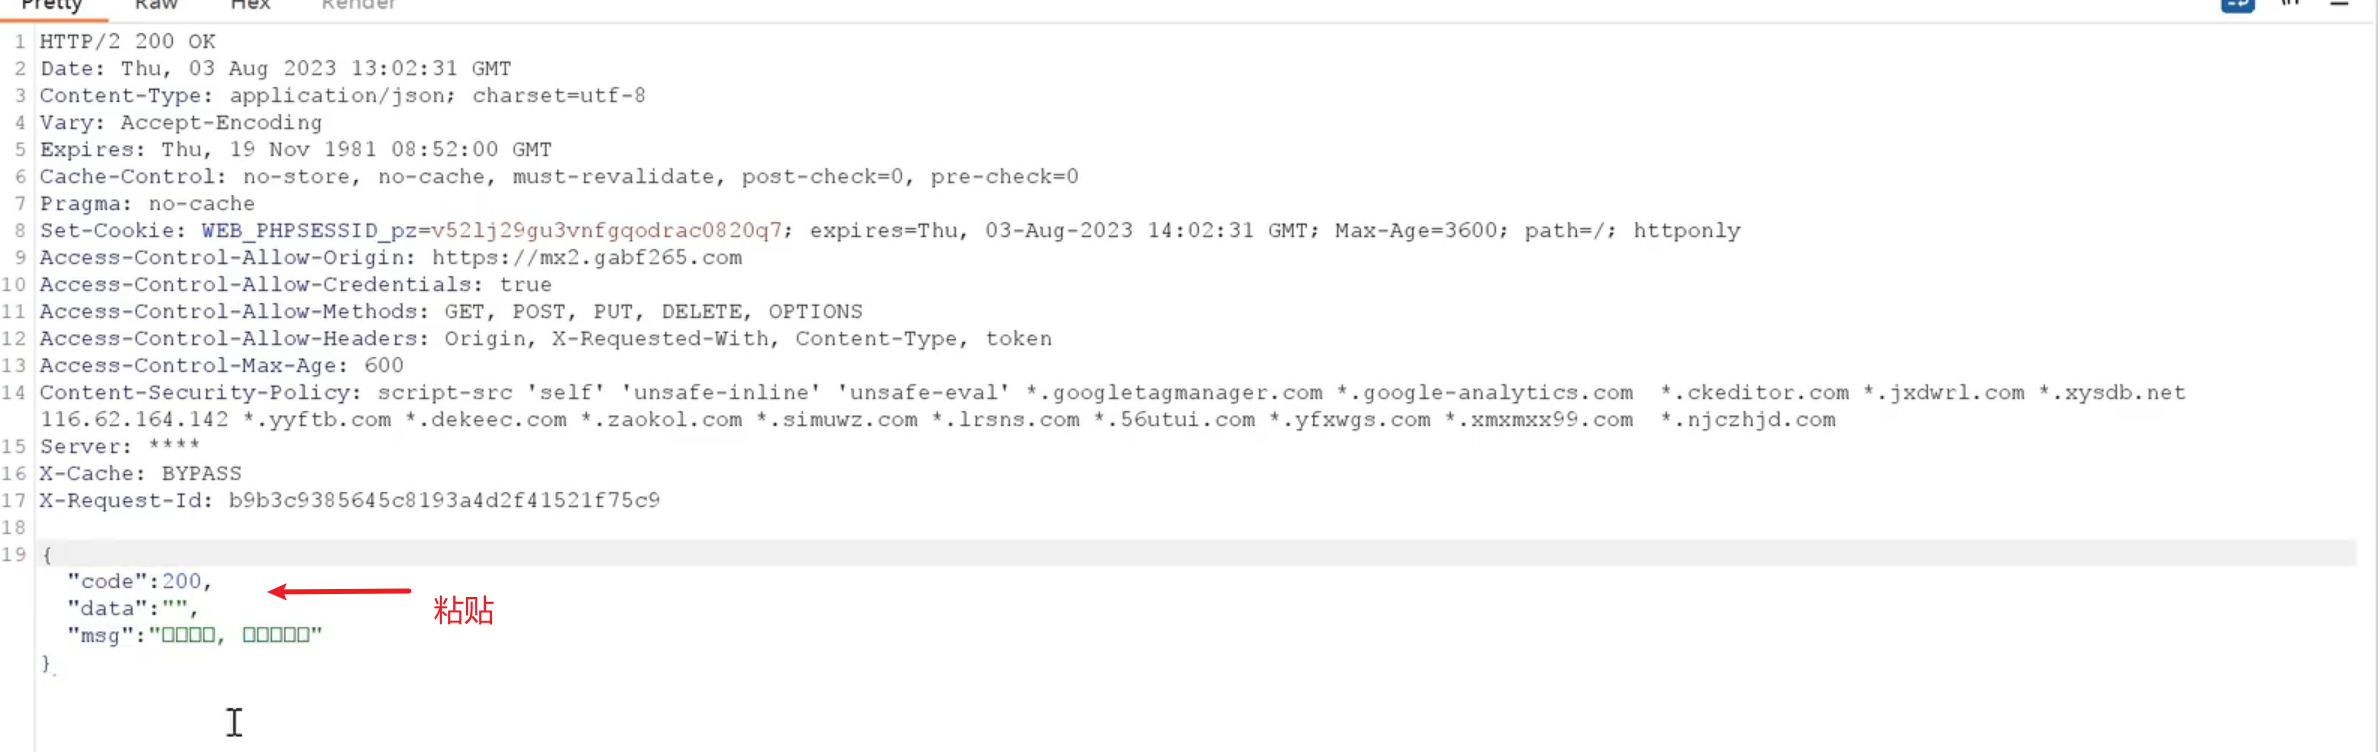 Pretty Raw Hex Render
\n
1 HTTP/2 200 OK
2 Date: Thu, 03 Aug 2023 13:02:31 GMT
3 Content-Type: application/json; charset=utf-8
4 Vary: Accept-Encoding
5 Expires: Thu, 19 Nov 1981 08:52:00 GMT
6 Cache-Control: no-store, no-cache, must-revalidate, post-check=0, pre-check=0
7 Pragma: no-cache
8 Set-Cookie: WEB_PHPSESSID_pz=v52lj29gu3vnfgqodrac0820q7; expires=Thu, 03-Aug-2023 14:02:31 GMT; Max-Age=3600; path=/; httponly
9 Access-Control-Allow-Origin: https://mx2.gabf265.com
10 Access-Control-Allow-Credentials: true
11 Access-Control-Allow-Methods: GET, POST, PUT, DELETE, OPTIONS
12 Access-Control-Allow-Headers: Origin, X-Requested-With, Content-Type, token
13 Access-Control-Max-Age: 600
14 Content-Security-Policy: script-src 'self' 'unsafe-inline' 'unsafe-eval' *.googletagmanager.com *.google-analytics.com  *.ckeditor.com *.jxdwrl.com *.xysdb.net
116.62.164.142 *.yyftb.com *.dekeec.com *.zaokol.com *.simuwz.com *.lrsns.com *.56utui.com *.yfxwgs.com *.xmxmxx99.com  *.njczhjd.com
15 Server: ****
16 X-Cache: BYPASS
17 X-Request-Id: b9b3c9385645c8193a4d2f41521f75c9
18
19 {
"code":200,
"data":"",
粘贴
"msg":"□□□□, □□□□□"
}